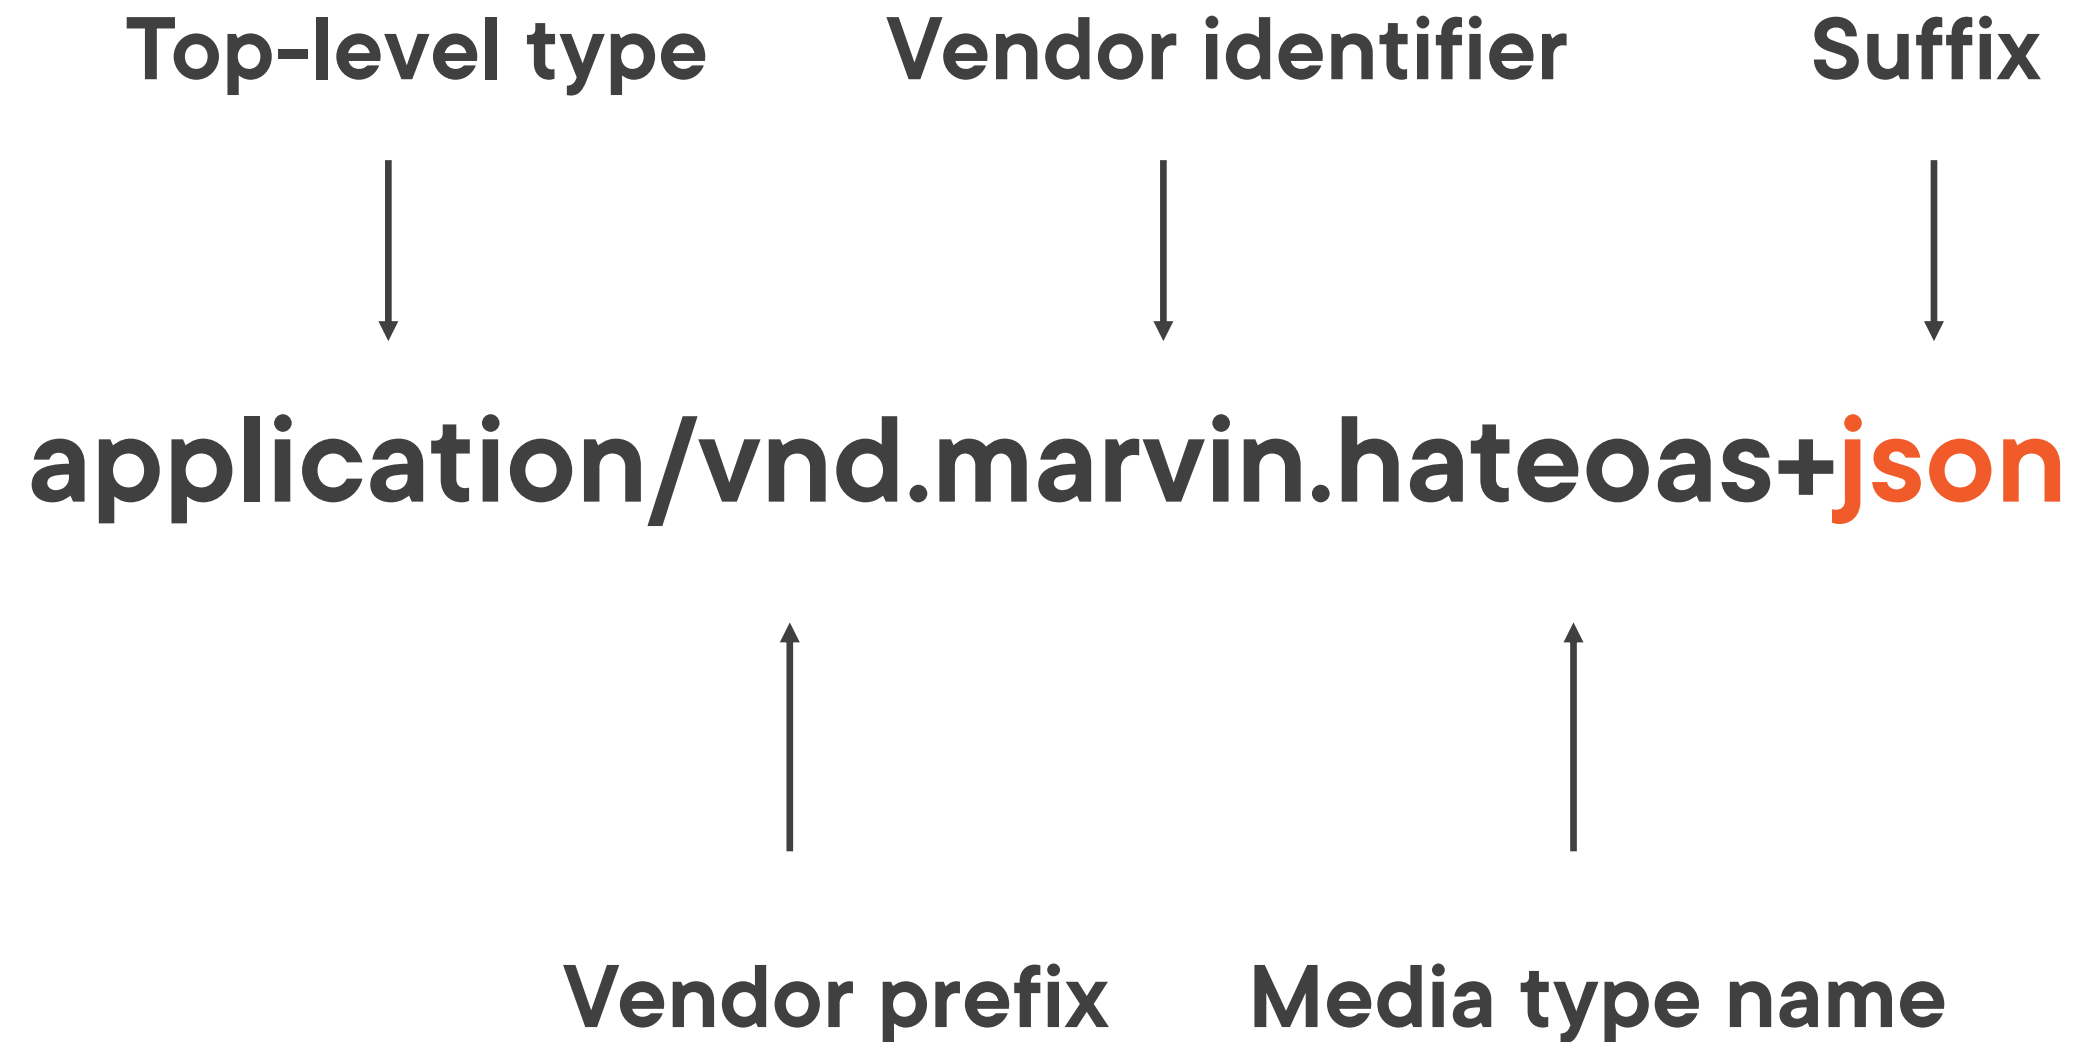 Top-level type Vendor identifier Suffix
application/vnd.marvin.hateoas+json
Vendor prefix Media type name